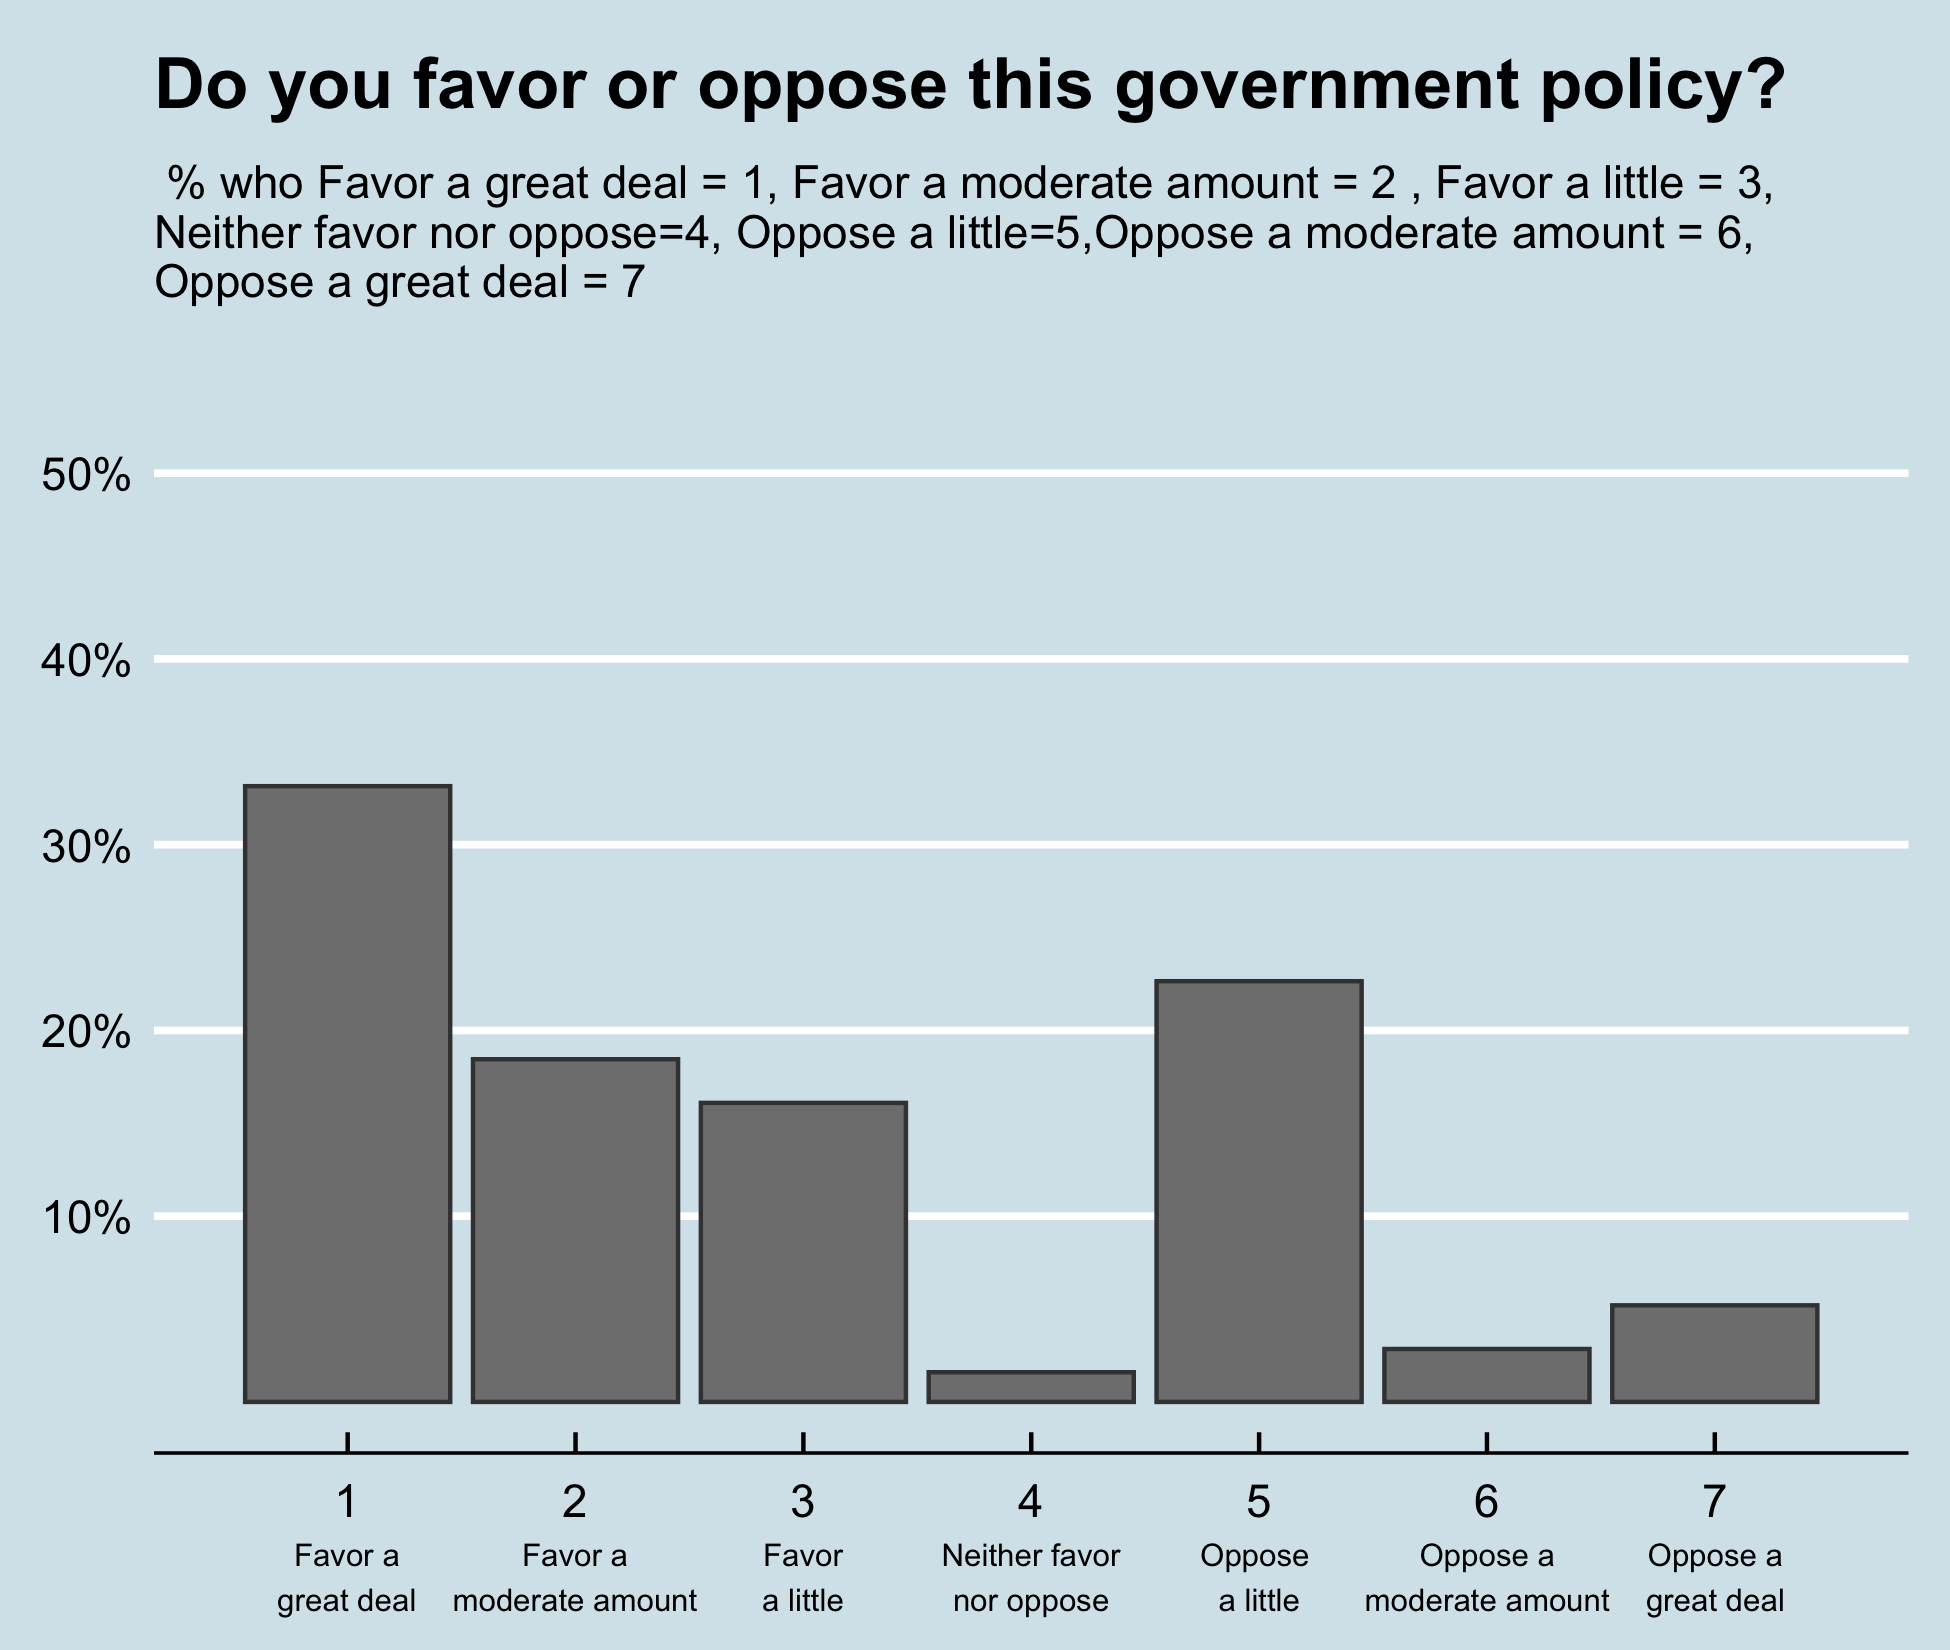 Do you favor or oppose this government policy?
% who Favor a great deal = 1, Favor a moderate amount = 2 , Favor a little = 3,
Neither favor nor oppose=4, Oppose a little=5,Oppose a moderate amount = 6,
Oppose a great deal = 7
50%
40%
30%
20%
10%
1 2 3 4 5 6 7
Favor a Favor a Favor Neither favor Oppose Oppose a Oppose a
great deal moderate amount a little nor oppose a little moderate amount great deal